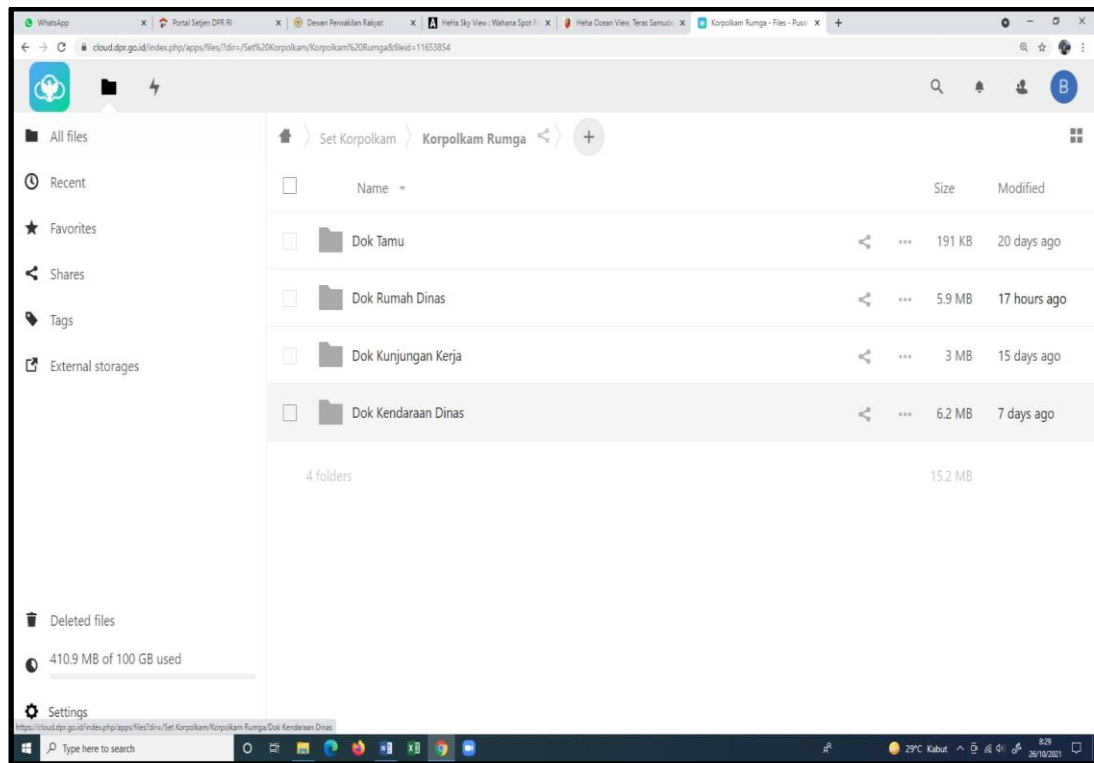 WhatsApp
Portal Setjen DPR RI
Dewan Perwakilan Rakyat
HeHa Sky View : Wahana Spot F
Heha Ocean View, Teras Samud
Korpolkam Rumga - Files - Pusa
cloud.dpr.go.id/index.php/apps/files/?dir=/Set%20Korpolkam/Korpolkam%20Rumga&fileid=11653854
B
All files
Set Korpolkam
Korpolkam Rumga
+
Recent
Name
Size
Modified
Favorites
Dok Tamu
191 KB
20 days ago
Shares
Dok Rumah Dinas
5.9 MB
17 hours ago
Tags
Dok Kunjungan Kerja
3 MB
15 days ago
External storages
Dok Kendaraan Dinas
6.2 MB
7 days ago
4 folders
15.2 MB
Deleted files
410.9 MB of 100 GB used
Settings
https://cloud.dpr.go.id/index.php/apps/files?dir=/Set Korpolkam/Korpolkam Rumga/Dok Kendaraan Dinas
Type here to search
29°C Kabut
8:29
26/10/2021